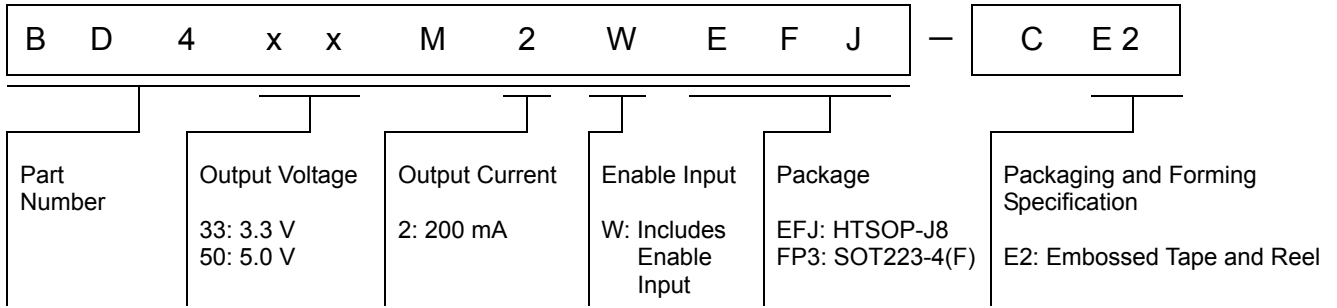 B D 4 x x M 2 W E F J – C E 2
Part
Number
Output Voltage
33: 3.3 V
50: 5.0 V
Output Current
2: 200 mA
Enable Input
W: Includes
Enable
Input
Package
EFJ: HTSOP-J8
FP3: SOT223-4(F)
Packaging and Forming
Specification
E2: Embossed Tape and Reel